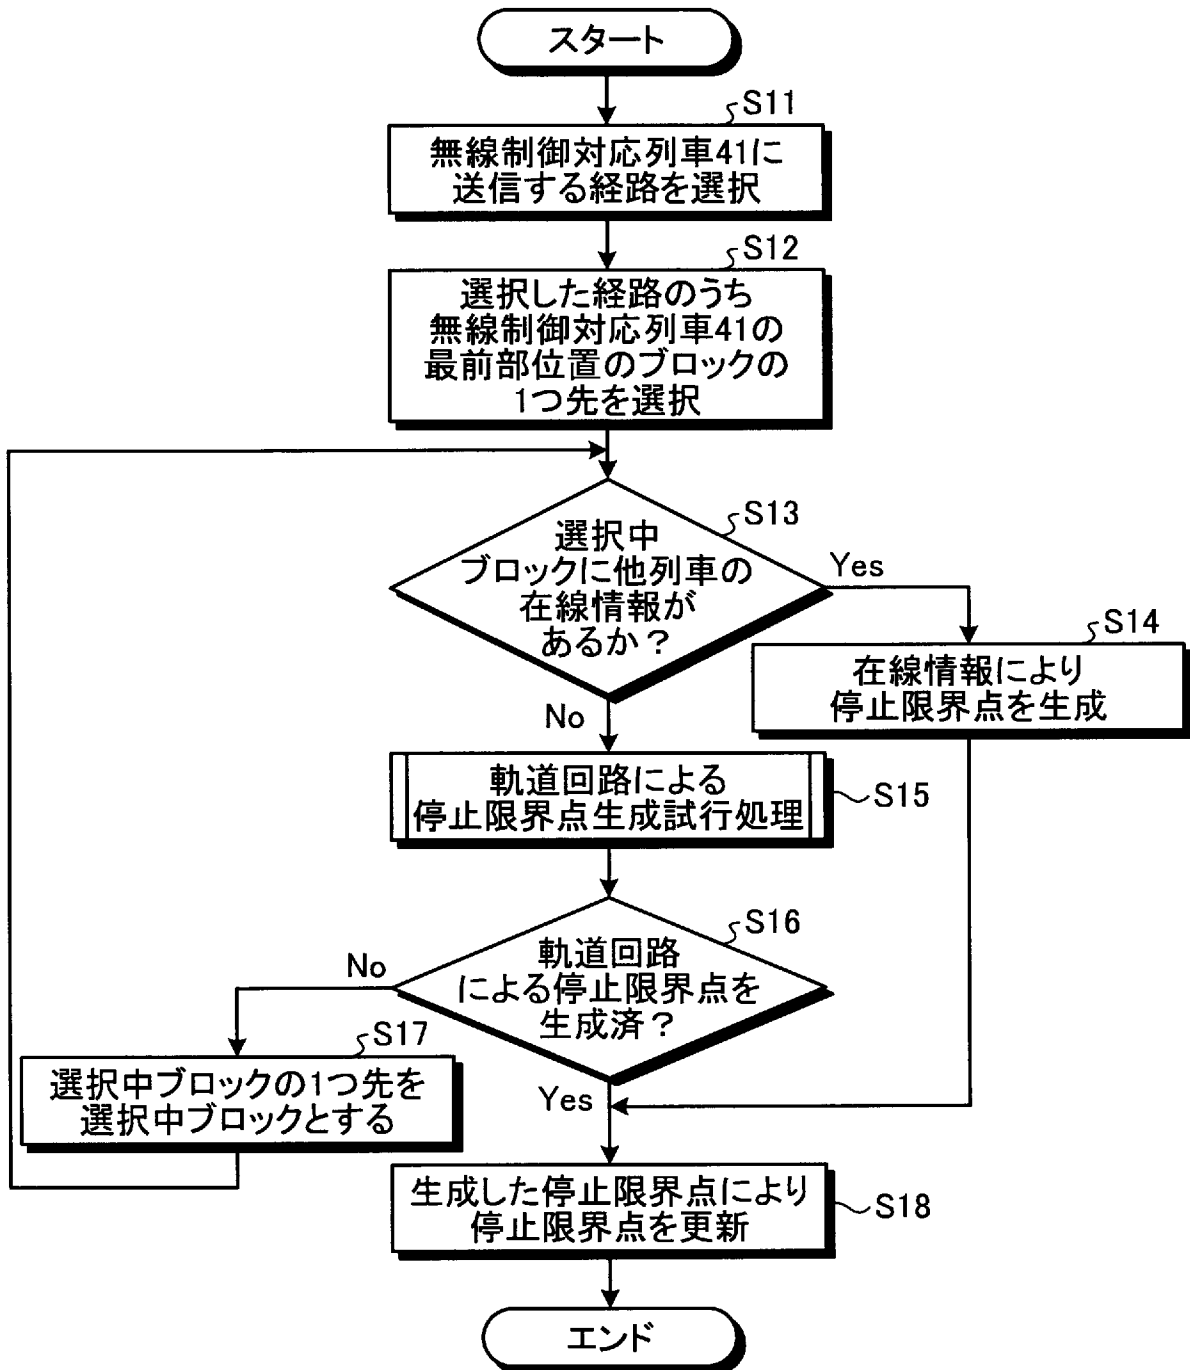 スタート
S11
無線制御対応列車41に
送信する経路を選択
S12
選択した経路のうち
無線制御対応列車41の
最前部位置のブロックの
1つ先を選択
S13
選択中
ブロックに他列車の
在線情報が
あるか？
Yes
S14
在線情報により
停止限界点を生成
No
軌道回路による
停止限界点生成試行処理
S15
S16
軌道回路
による停止限界点を
生成済？
No
S17
選択中ブロックの1つ先を
選択中ブロックとする
Yes
生成した停止限界点により
停止限界点を更新
S18
エンド